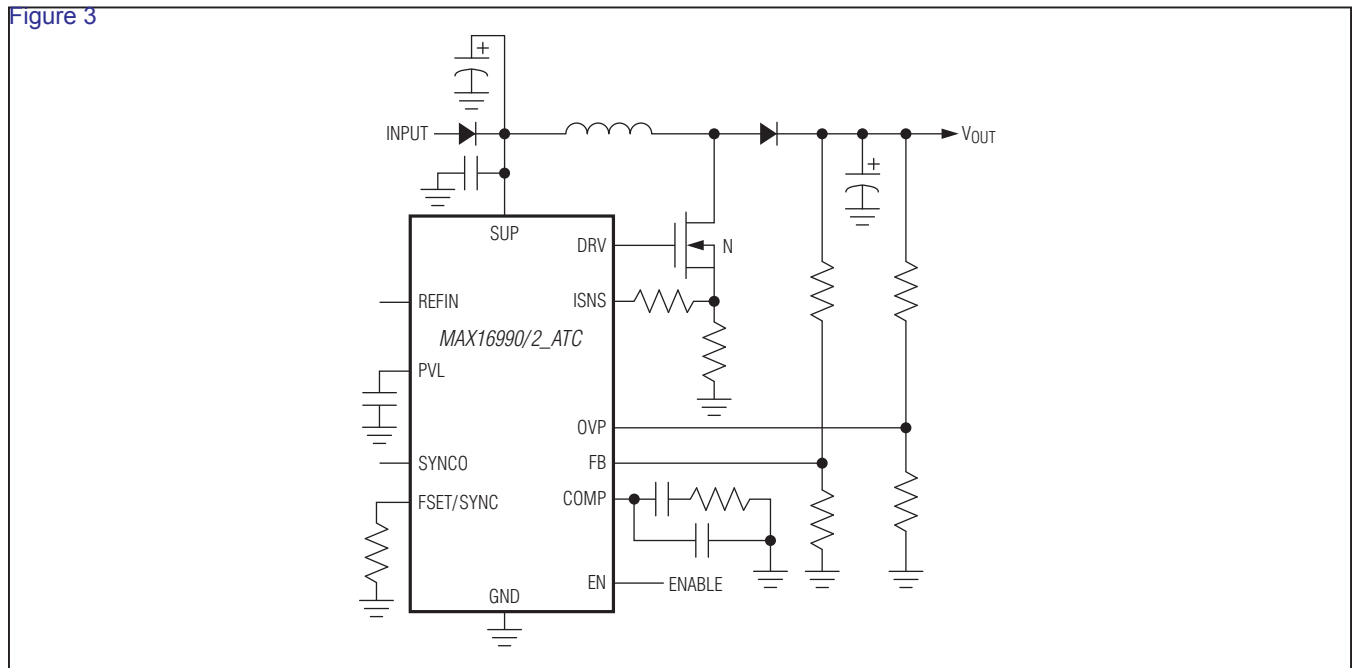 Figure 3
INPUT
VOUT
SUP
DRV
N
REFIN
ISNS
MAX16990/2_ATC
PVL
OVP
SYNCO
FB
FSET/SYNC
COMP
EN
ENABLE
GND